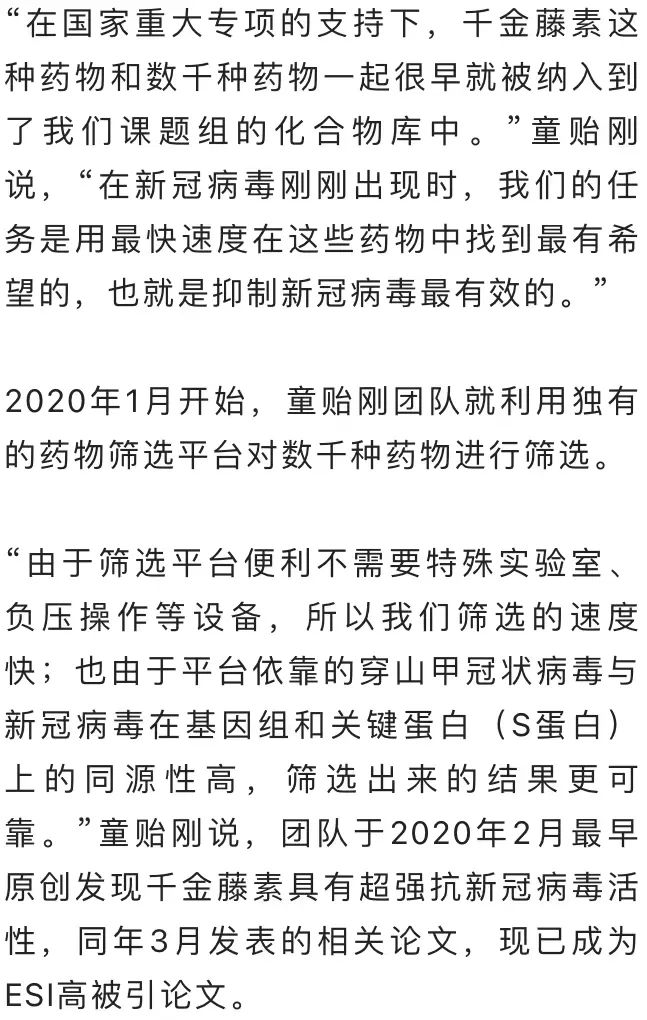 “在国家重大专项的支持下，千金藤素这
种药物和数千种药物一起很早就被纳入到
了我们课题组的化合物库中。”童贻刚
说，“在新冠病毒刚刚出现时，我们的任
务是用最快速度在这些药物中找到最有希
望的，也就是抑制新冠病毒最有效的。”
2020年1月开始，童贻刚团队就利用独有
的药物筛选平台对数千种药物进行筛选。
“由于筛选平台便利不需要特殊实验室、
负压操作等设备，所以我们筛选的速度
快；也由于平台依靠的穿山甲冠状病毒与
新冠病毒在基因组和关键蛋白（S蛋白）
上的同源性高，筛选出来的结果更可
靠。”童贻刚说，团队于2020年2月最早
原创发现千金藤素具有超强抗新冠病毒活
性，同年3月发表的相关论文，现已成为
ESI高被引论文。